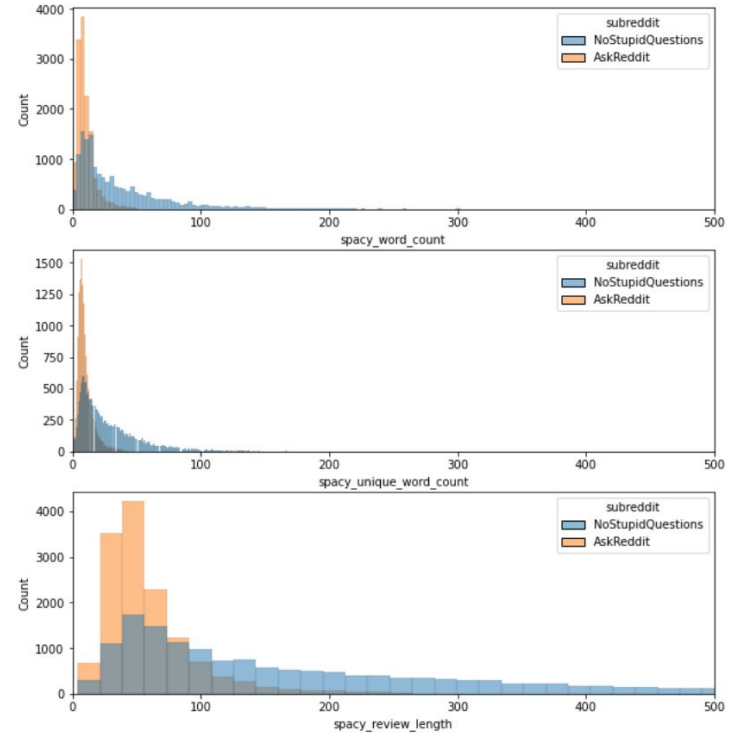 4000
3000
2000
1000
0
Count
subreddit
NoStupidQuestions
AskReddit
0 100 200 300 400 500
spacy_word_count
1500
1250
1000
750
500
250
0
Count
subreddit
NoStupidQuestions
AskReddit
0 100 200 300 400 500
spacy_unique_word_count
4000
3000
2000
1000
0
Count
subreddit
NoStupidQuestions
AskReddit
0 100 200 300 400 500
spacy_review_length